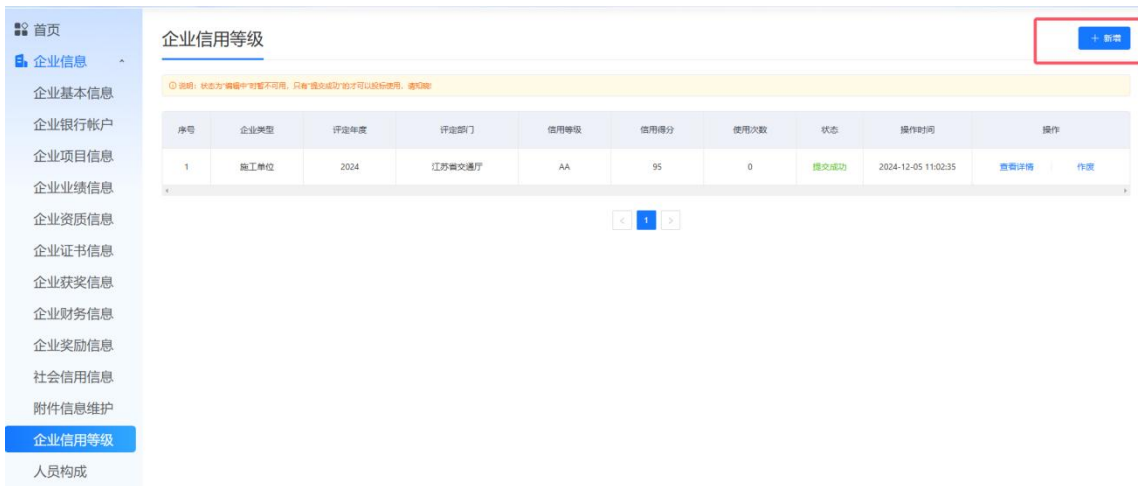 首页
企业信息
企业基本信息
企业银行帐户
企业项目信息
企业业绩信息
企业资质信息
企业证书信息
企业获奖信息
企业财务信息
企业奖励信息
社会信用信息
附件信息维护
企业信用等级
人员构成
企业信用等级
+ 新增
说明：状态为“编辑中”时暂不可用，只有“提交成功”的才可以投标使用，请知晓!
序号 企业类型 评定年度 评定部门 信用等级 信用得分 使用次数 状态 操作时间 操作
1 施工单位 2024 江苏省交通厅 AA 95 0 提交成功 2024-12-05 11:02:35 查看详情 作废
< 1 >